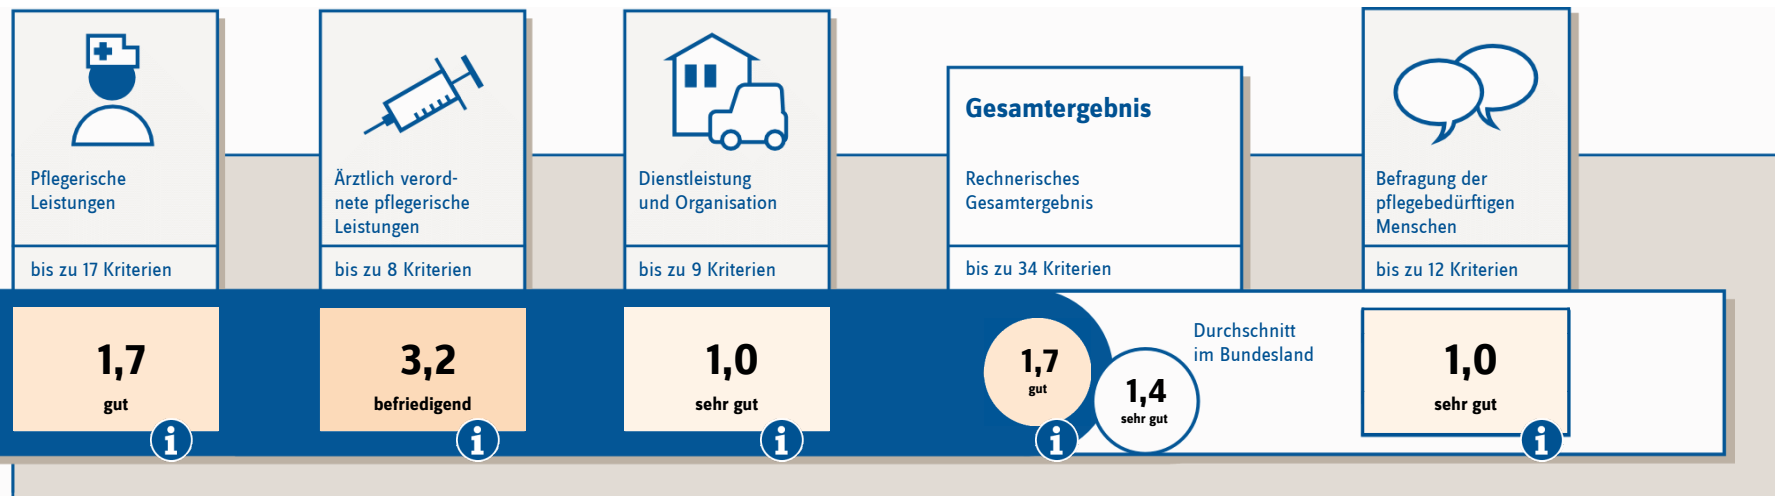 Pflegerische
Leistungen
bis zu 17 Kriterien
1,7
gut
i
Ärztlich verord-
nete pflegerische
Leistungen
bis zu 8 Kriterien
3,2
befriedigend
i
Dienstleistung
und Organisation
bis zu 9 Kriterien
1,0
sehr gut
i
Gesamtergebnis
Rechnerisches
Gesamtergebnis
bis zu 34 Kriterien
1,7
gut
i
1,4
sehr gut
Durchschnitt
im Bundesland
Befragung der
pflegebedürftigen
Menschen
bis zu 12 Kriterien
1,0
sehr gut
i